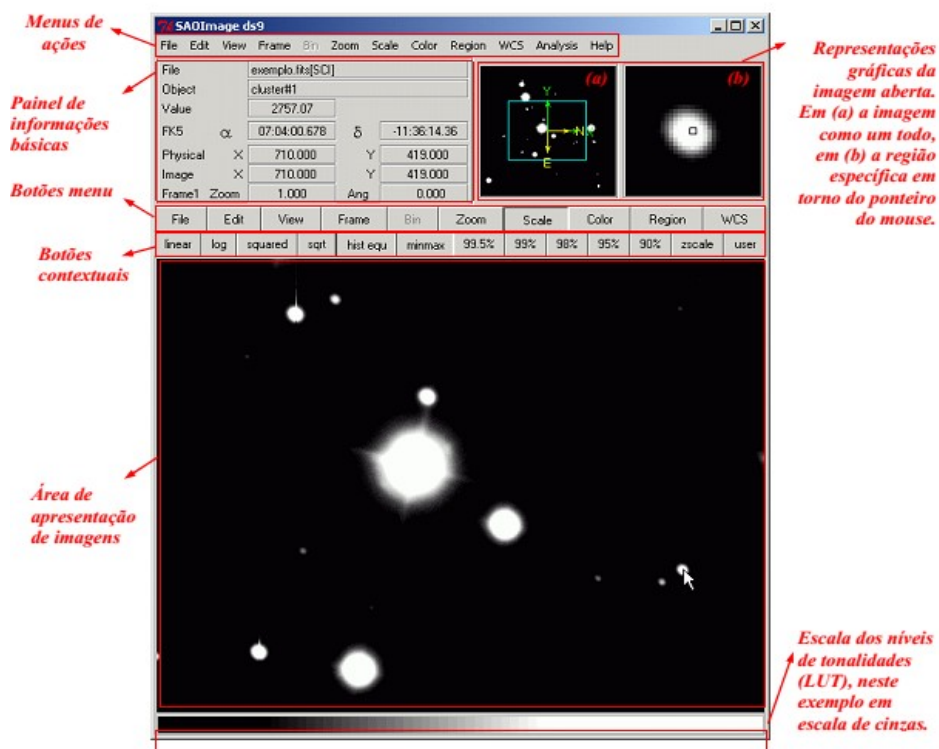 Menus de
ações
SAOImage ds9
File Edit View Frame Bin Zoom Scale Color Region WCS Analysis Help
Painel de
informações
básicas
File exemplo.fits[SCI]
Object cluster#1
Value 2757.07
FK5 α 07:04:00.678 δ -11:36:14.36
Physical X 710.000 Y 419.000
Image X 710.000 Y 419.000
Frame1 Zoom 1.000 Ang 0.000
(a)
Y
N
X
E
(b)
Representações
gráficas da
imagem aberta.
Em (a) a imagem
como um todo,
em (b) a região
específica em
torno do ponteiro
do mouse.
Botões menu
File Edit View Frame Bin Zoom Scale Color Region WCS
Botões
contextuais
linear log squared sqrt hist equ minmax 99.5% 99% 98% 95% 90% zscale user
Área de
apresentação
de imagens
Escala dos níveis
de tonalidades
(LUT), neste
exemplo em
escala de cinzas.